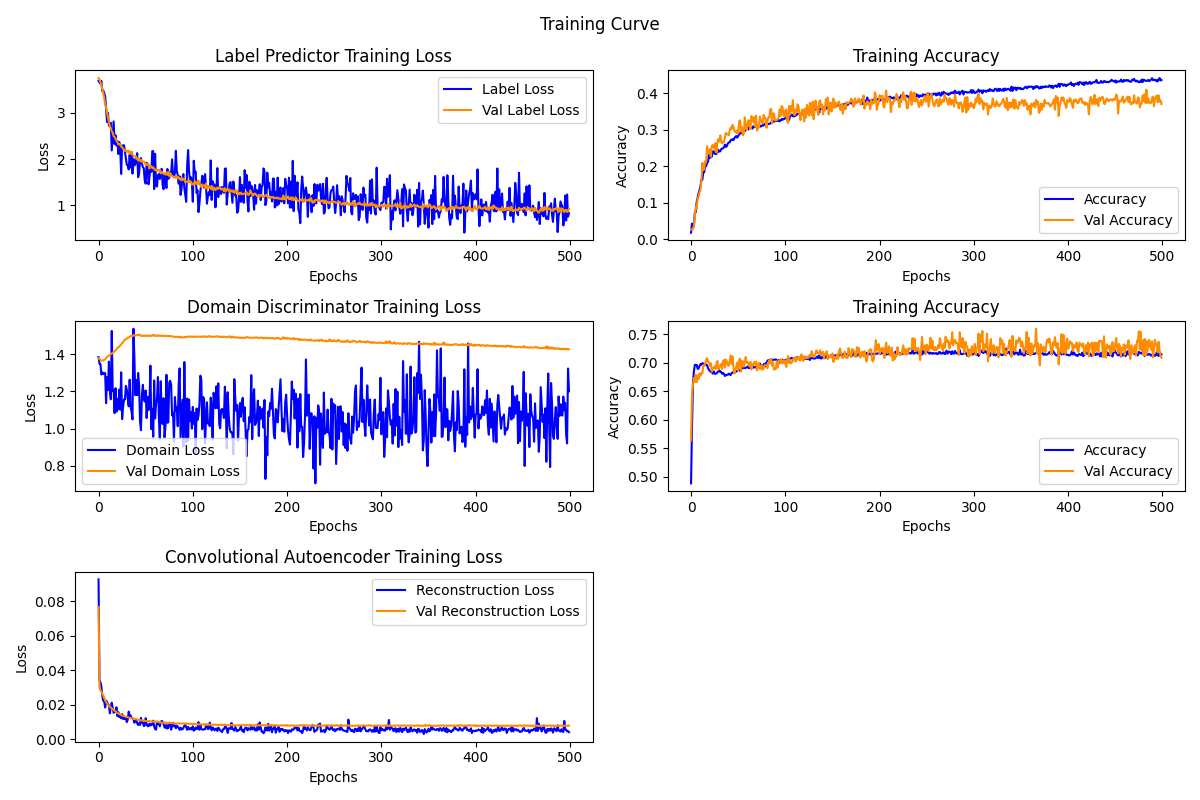 Training Curve
Label Predictor Training Loss
Loss
3
2
1
Label Loss
Val Label Loss
0 100 200 300 400 500
Epochs
Training Accuracy
Accuracy
0.4
0.3
0.2
0.1
0.0
Accuracy
Val Accuracy
0 100 200 300 400 500
Epochs
Domain Discriminator Training Loss
Loss
1.4
1.2
1.0
0.8
Domain Loss
Val Domain Loss
0 100 200 300 400 500
Epochs
Training Accuracy
Accuracy
0.75
0.70
0.65
0.60
0.55
0.50
Accuracy
Val Accuracy
0 100 200 300 400 500
Epochs
Convolutional Autoencoder Training Loss
Loss
0.08
0.06
0.04
0.02
0.00
Reconstruction Loss
Val Reconstruction Loss
0 100 200 300 400 500
Epochs